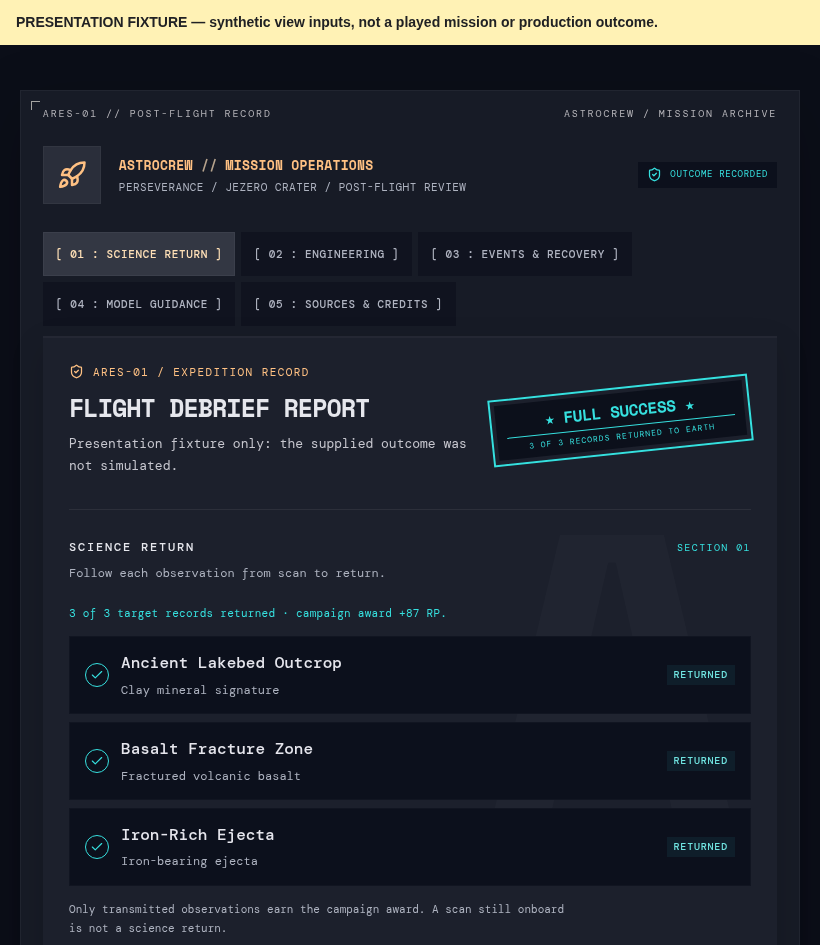 PRESENTATION FIXTURE — synthetic view inputs, not a played mission or production outcome.
ARES-01 // POST-FLIGHT RECORD
ASTROCREW / MISSION ARCHIVE
ASTROCREW // MISSION OPERATIONS
PERSEVERANCE / JEZERO CRATER / POST-FLIGHT REVIEW
OUTCOME RECORDED
[ 01 : SCIENCE RETURN ]
[ 02 : ENGINEERING ]
[ 03 : EVENTS & RECOVERY ]
[ 04 : MODEL GUIDANCE ]
[ 05 : SOURCES & CREDITS ]
ARES-01 / EXPEDITION RECORD
FLIGHT DEBRIEF REPORT
Presentation fixture only: the supplied outcome was
not simulated.
★ FULL SUCCESS ★
3 OF 3 RECORDS RETURNED TO EARTH
SCIENCE RETURN
SECTION 01
Follow each observation from scan to return.
3 of 3 target records returned · campaign award +87 RP.
Ancient Lakebed Outcrop
Clay mineral signature
RETURNED
Basalt Fracture Zone
Fractured volcanic basalt
RETURNED
Iron-Rich Ejecta
Iron-bearing ejecta
RETURNED
Only transmitted observations earn the campaign award. A scan still onboard
is not a science return.